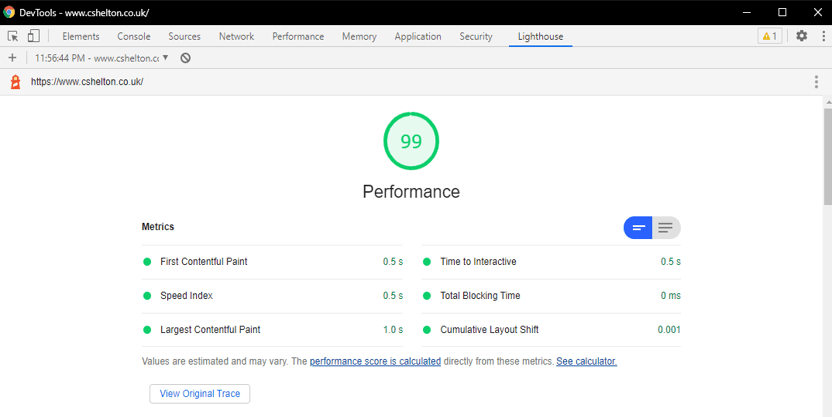 DevTools - www.cshelton.co.uk/
Elements Console Sources Network Performance Memory Application Security Lighthouse 1
11:56:44 PM - www.cshelton.c
https://www.cshelton.co.uk/
99
Performance
Metrics
First Contentful Paint 0.5 s Time to Interactive 0.5 s
Speed Index 0.5 s Total Blocking Time 0 ms
Largest Contentful Paint 1.0 s Cumulative Layout Shift 0.001
Values are estimated and may vary. The performance score is calculated directly from these metrics. See calculator.
View Original Trace